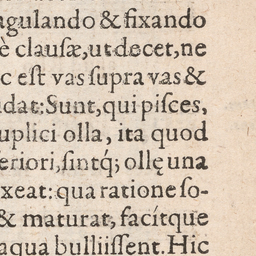 agulando & fixando
è clauſæ, ut decet, ne
c eſt vas ſupra vas &
dat: Sunt, qui piſces,
uplici olla, ita quod
eriori, ſintq́; ollę una
xeat: qua ratione ſo-
& maturat, facítque
aqua bulliiſſent. Hic